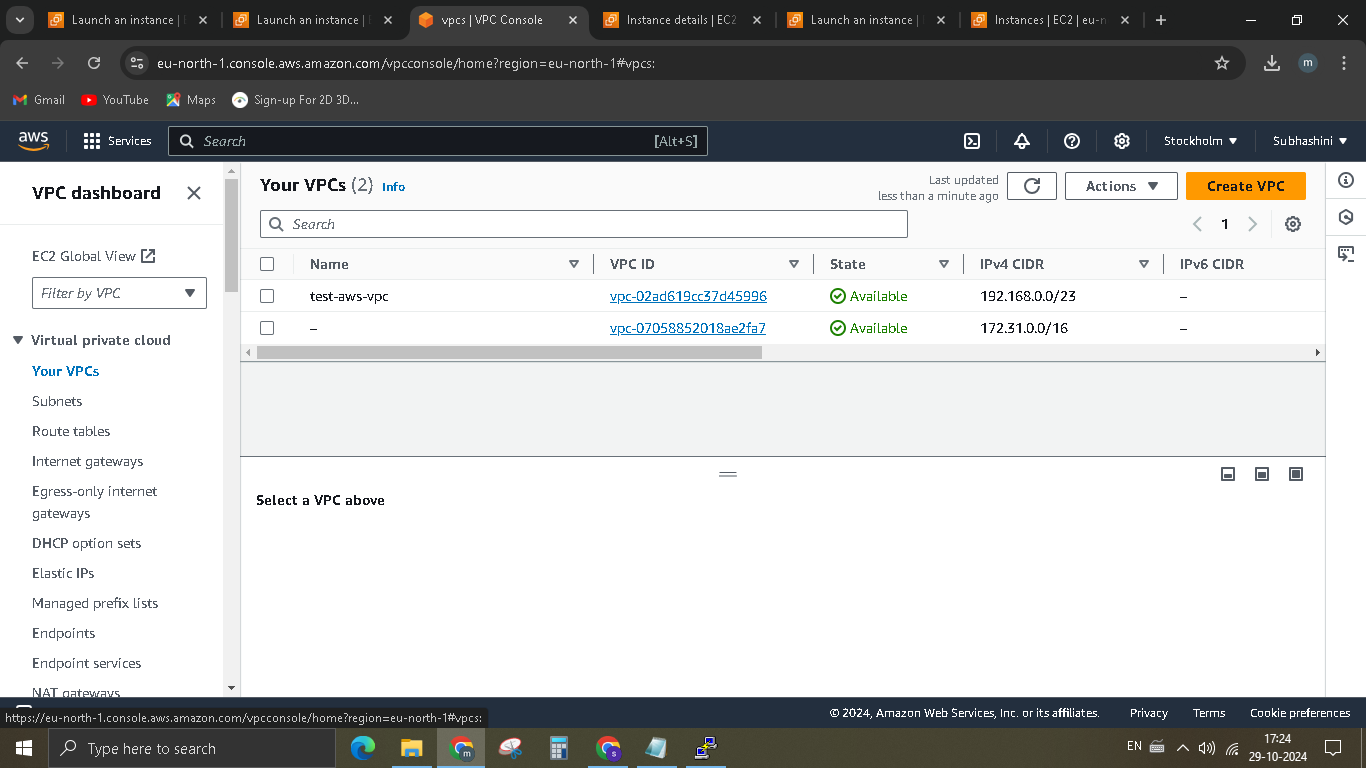 Launch an instance | E
Launch an instance | E
vpcs | VPC Console
Instance details | EC2
Launch an instance |
Instances | EC2 | eu-n
eu-north-1.console.aws.amazon.com/vpcconsole/home?region=eu-north-1#vpcs:
m
Gmail
YouTube
Maps
Sign-up For 2D 3D...
aws
Services
Search
[Alt+S]
Stockholm
Subhashini
VPC dashboard
EC2 Global View
Filter by VPC
Virtual private cloud
Your VPCs
Subnets
Route tables
Internet gateways
Egress-only internet
gateways
DHCP option sets
Elastic IPs
Managed prefix lists
Endpoints
Endpoint services
NAT gateways
Your VPCs (2) Info
Last updated
less than a minute ago
Actions
Create VPC
Search
1
Name VPC ID State IPv4 CIDR IPv6 CIDR
test-aws-vpc vpc-02ad619cc37d45996 Available 192.168.0.0/23 –
– vpc-07058852018ae2fa7 Available 172.31.0.0/16 –
Select a VPC above
https://eu-north-1.console.aws.amazon.com/vpcconsole/home?region=eu-north-1#vpcs:
© 2024, Amazon Web Services, Inc. or its affiliates.
Privacy
Terms
Cookie preferences
Type here to search
m
s
EN
17:24
29-10-2024